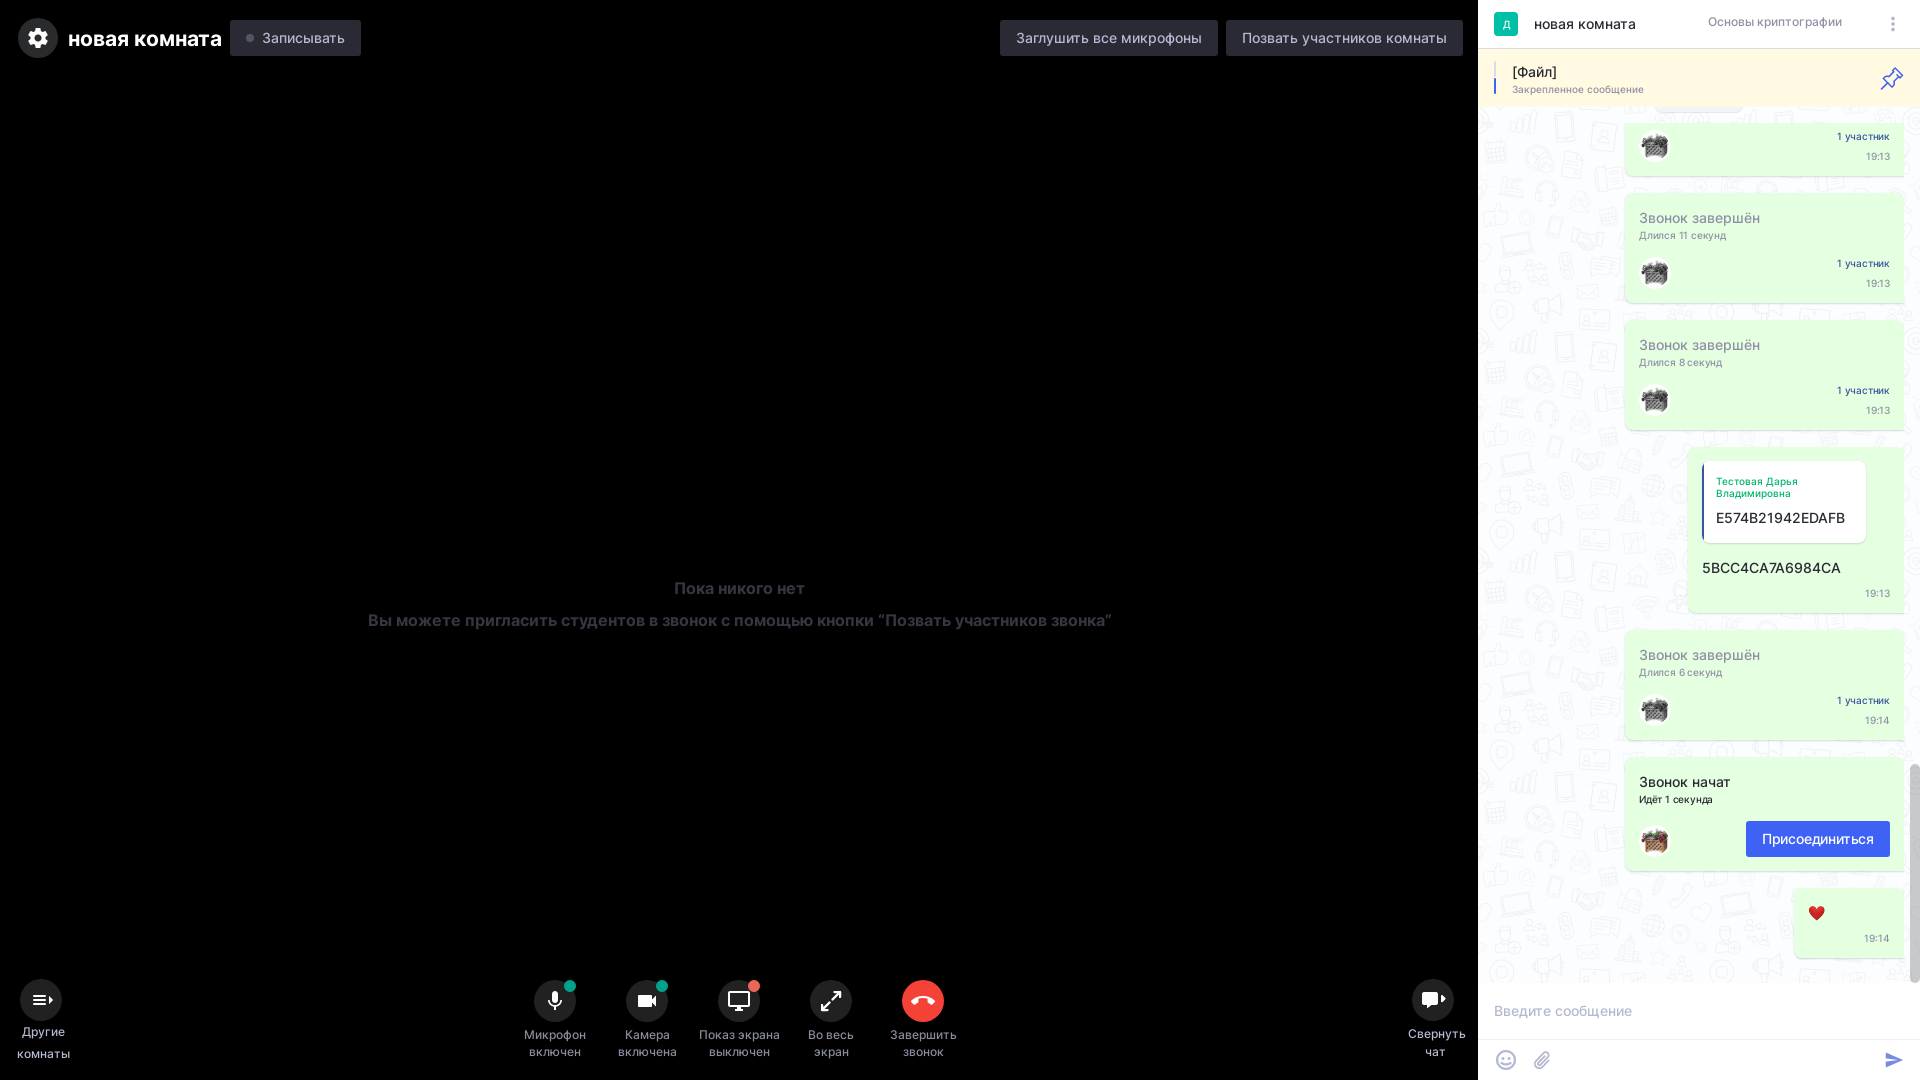 новая комната
Записывать
Заглушить все микрофоны
Позвать участников комнаты
Пока никого нет
Вы можете пригласить студентов в звонок с помощью кнопки “Позвать участников звонка”
Другие
комнаты
Микрофон
включен
Камера
включена
Показ экрана
выключен
Во весь
экран
Завершить
звонок
Свернуть
чат
Д
новая комната
Основы криптографии
[Файл]
Закрепленное сообщение
1 участник
19:13
Звонок завершён
Длился 11 секунд
1 участник
19:13
Звонок завершён
Длился 8 секунд
1 участник
19:13
Тестовая Дарья
Владимировна
E574B21942EDAFB
5BCC4CA7A6984CA
19:13
Звонок завершён
Длился 6 секунд
1 участник
19:14
Звонок начат
Идёт 1 секунда
Присоединиться
19:14
Введите сообщение